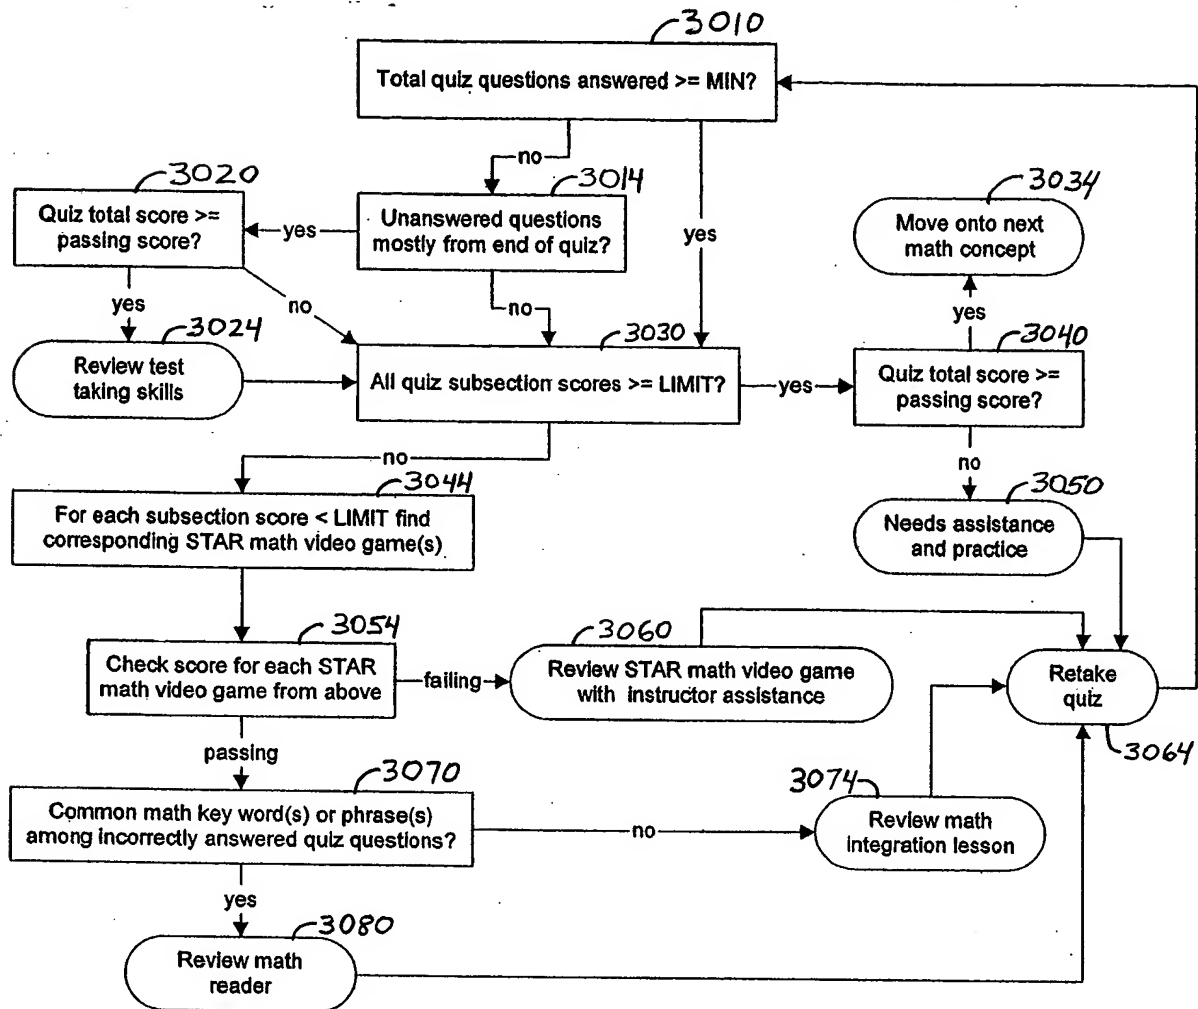 3010
Total quiz questions answered >= MIN?
no
3020
3014
3034
Quiz total score >=
passing score?
yes
Unanswered questions
mostly from end of quiz?
yes
Move onto next
math concept
yes
no
no
yes
3024
3030
3040
Review test
taking skills
All quiz subsection scores >= LIMIT?
yes
Quiz total score >=
passing score?
no
no
3044
3050
For each subsection score < LIMIT find
corresponding STAR math video game(s)
Needs assistance
and practice
3054
3060
Check score for each STAR
math video game from above
failing
Review STAR math video game
with instructor assistance
Retake
quiz
3064
passing
3070
3074
Common math key word(s) or phrase(s)
among incorrectly answered quiz questions?
no
Review math
integration lesson
yes
3080
Review math
reader